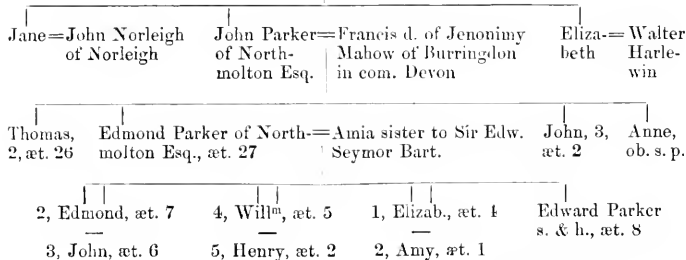 Jane=John Norleigh of Norleigh
John Parker=Francis d. of Jenonimy Mahow of Burringdon in com. Devon
of North-molton Esq.
Eliza-beth=Walter Harle-win
Thomas, 2, æt. 26
Edmond Parker of North-=Amia sister to Sir Edw. Seymor Bart.
molton Esq., æt. 27
John, 3, æt. 2
Anne, ob. s. p.
2, Edmond, æt. 7
3, John, æt. 6
4, Willᵐ, æt. 5
5, Henry, æt. 2
1, Elizab., æt. 4
2, Amy, æt. 1
Edward Parker
s. & h., æt. 8